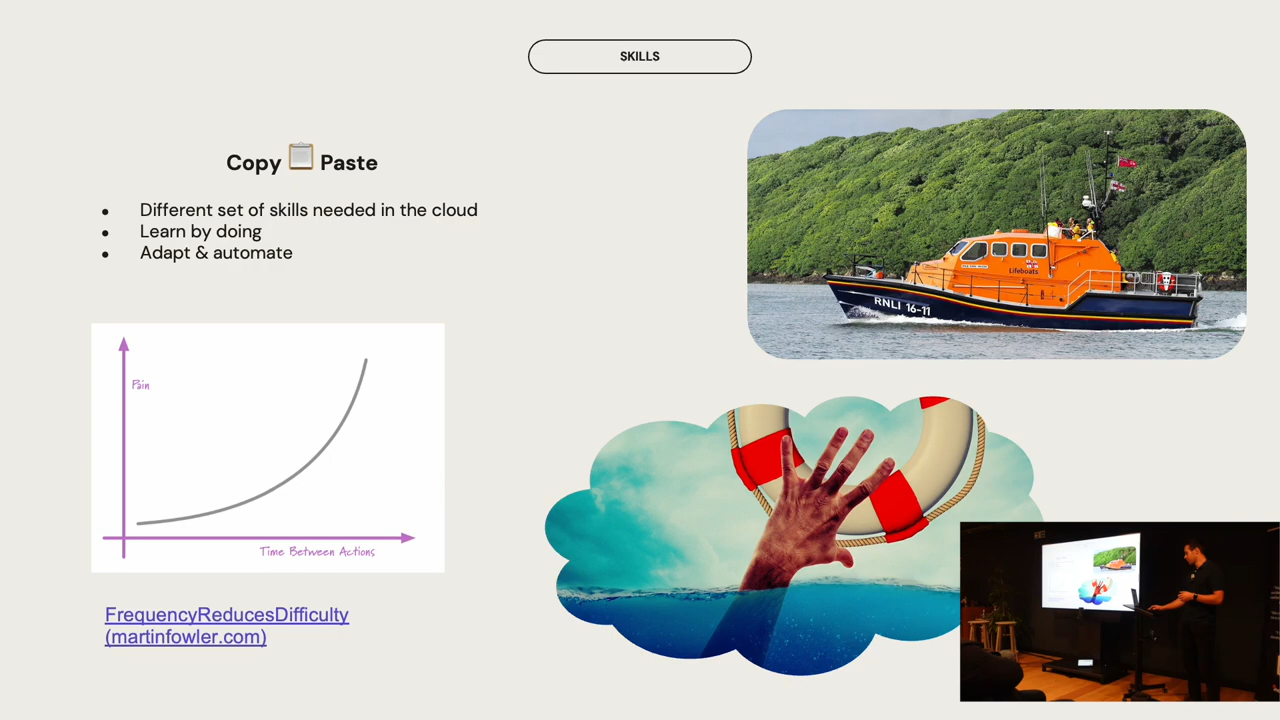 SKILLS
Copy 📋 Paste
Different set of skills needed in the cloud
Learn by doing
Adapt & automate
Pain
Time Between Actions
FrequencyReducesDifficulty
(martinfowler.com)
Lifeboats
RNLI 16-11